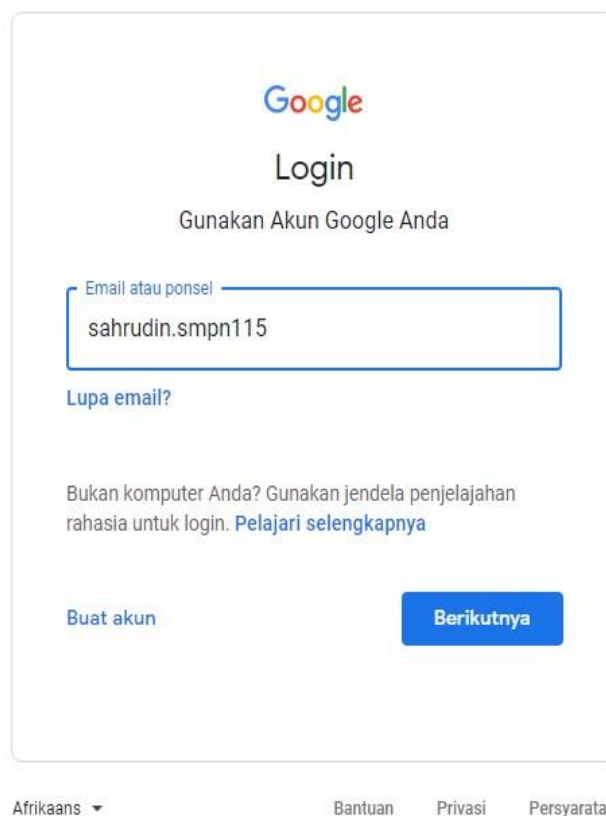 Google
Login
Gunakan Akun Google Anda
Email atau ponsel
sahrudin.smpn115
Lupa email?
Bukan komputer Anda? Gunakan jendela penjelajahan
rahasia untuk login. Pelajari selengkapnya
Buat akun
Berikutnya
Afrikaans
Bantuan
Privasi
Persyarata